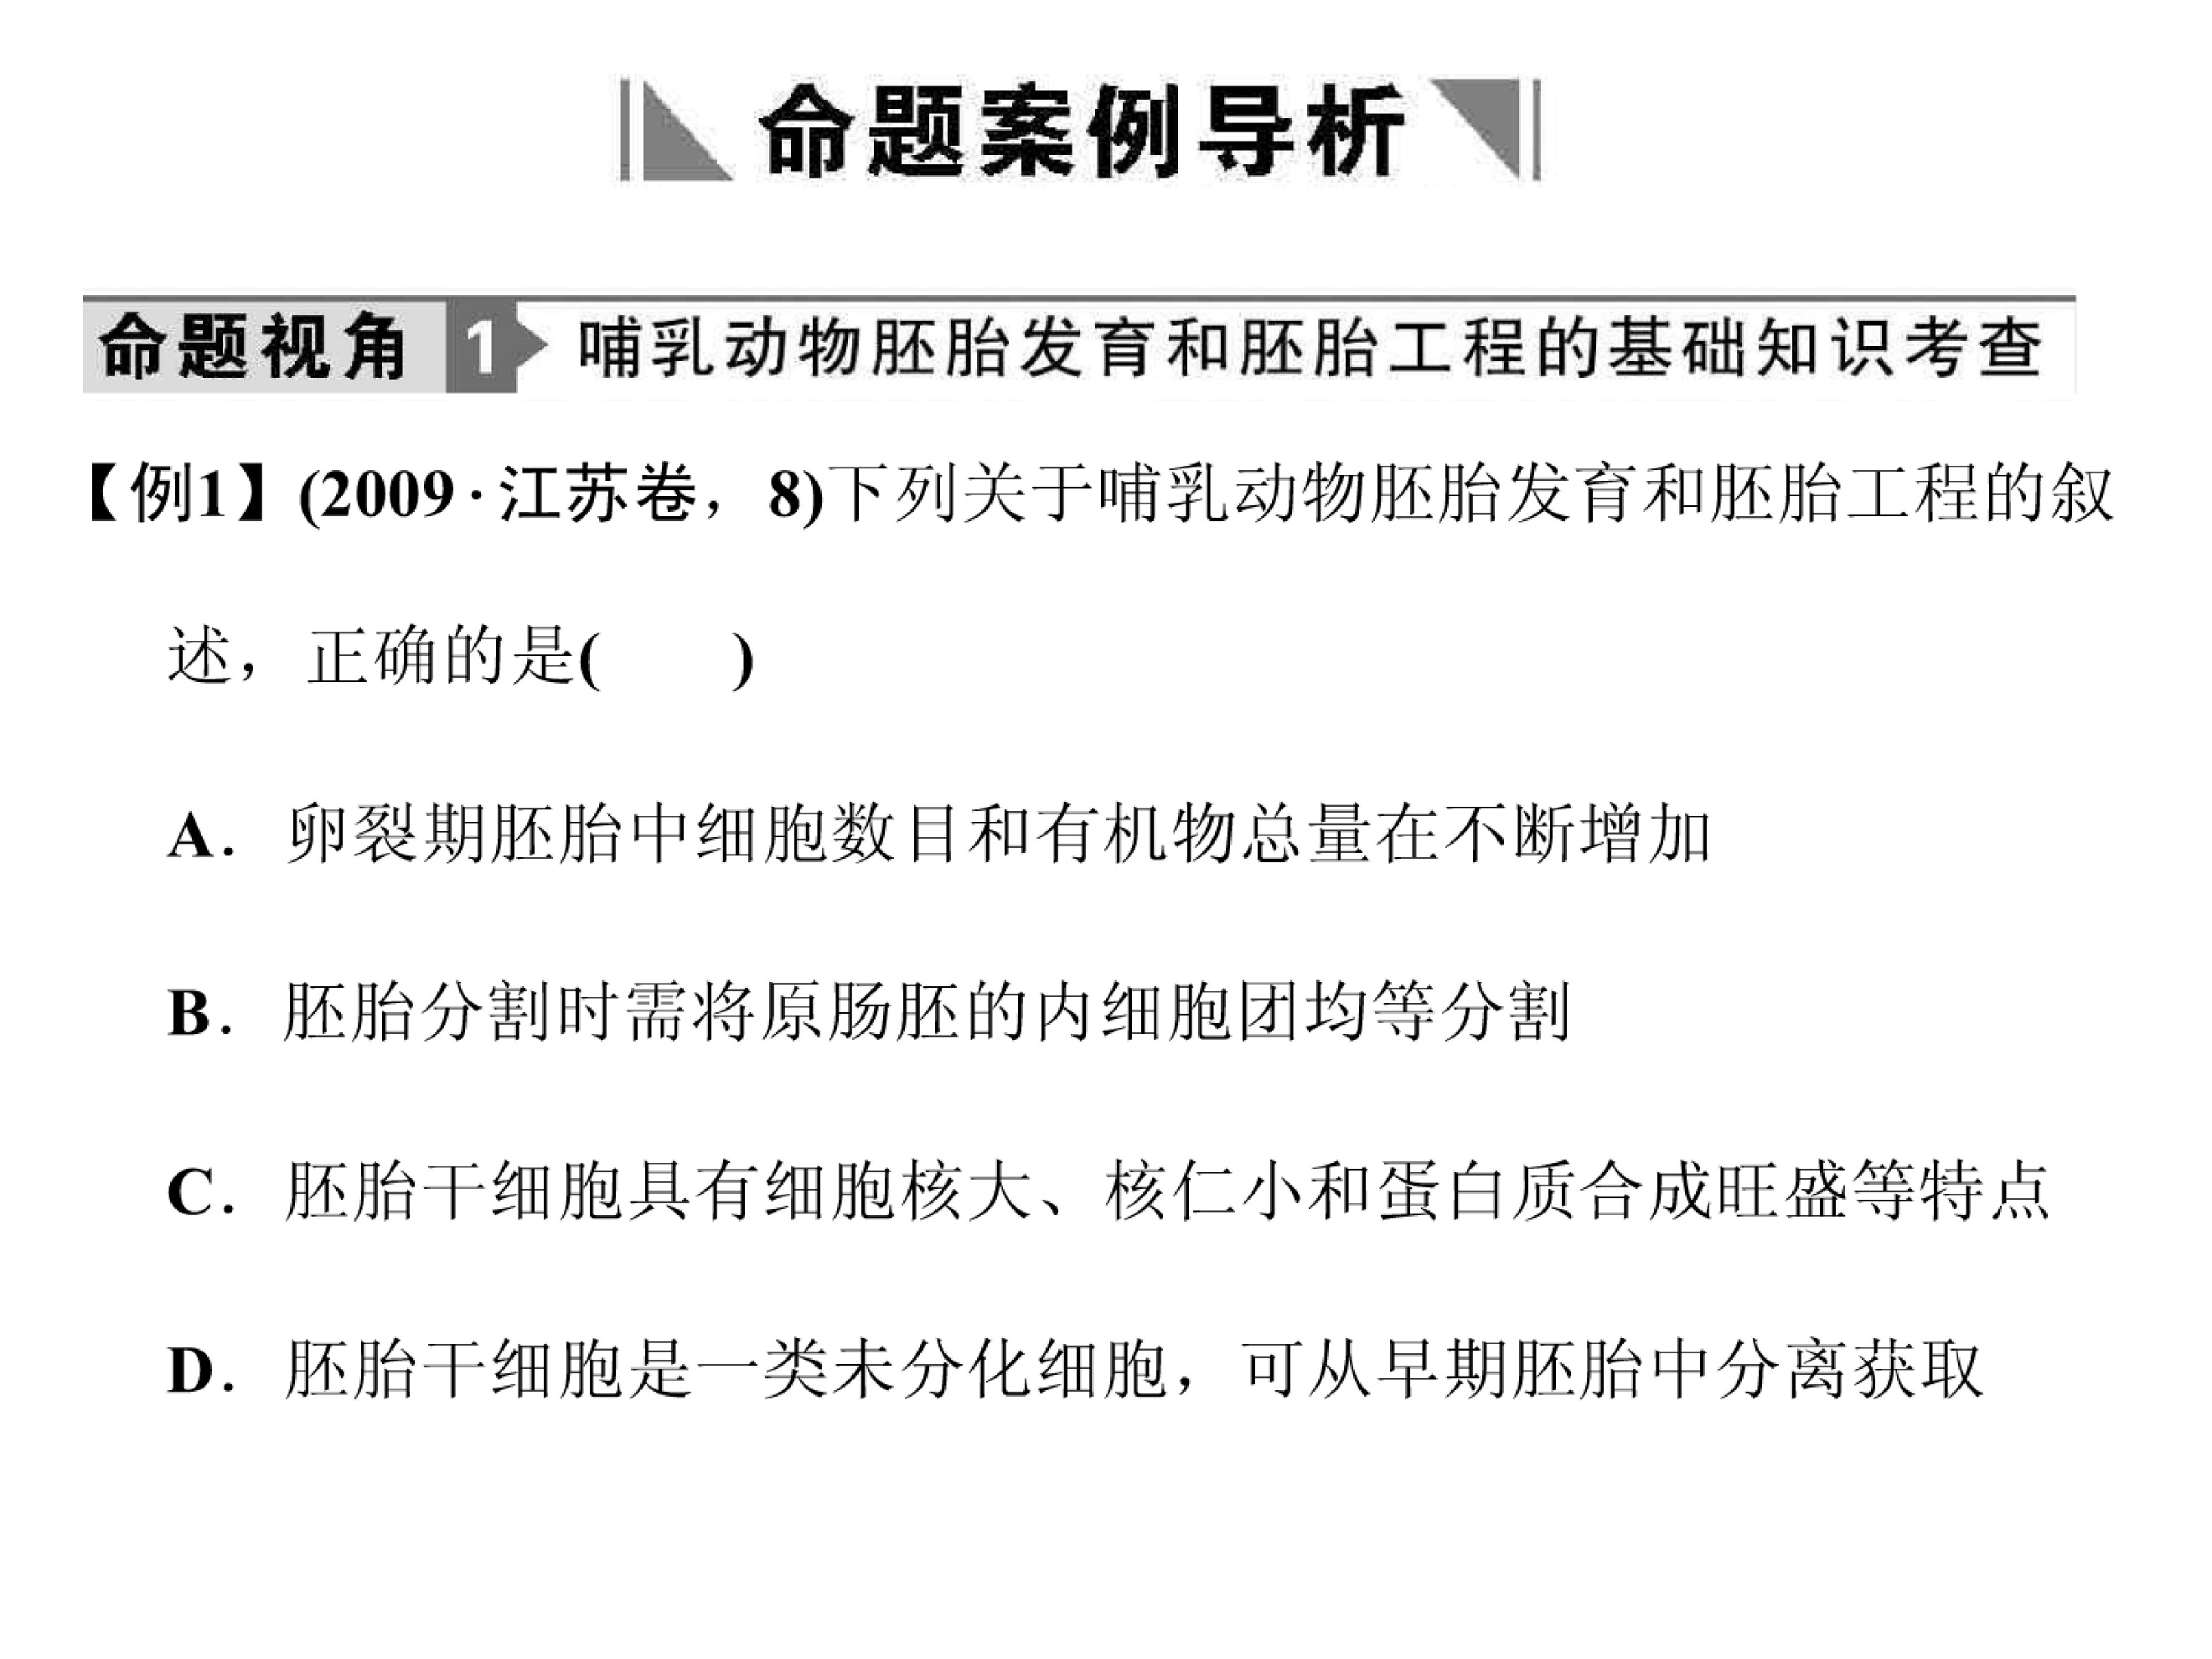 命题案例导析
命题视角 1 哺乳动物胚胎发育和胚胎工程的基础知识考查
【例1】(2009·江苏卷，8)下列关于哺乳动物胚胎发育和胚胎工程的叙
述，正确的是(　　)
A．卵裂期胚胎中细胞数目和有机物总量在不断增加
B．胚胎分割时需将原肠胚的内细胞团均等分割
C．胚胎干细胞具有细胞核大、核仁小和蛋白质合成旺盛等特点
D．胚胎干细胞是一类未分化细胞，可从早期胚胎中分离获取